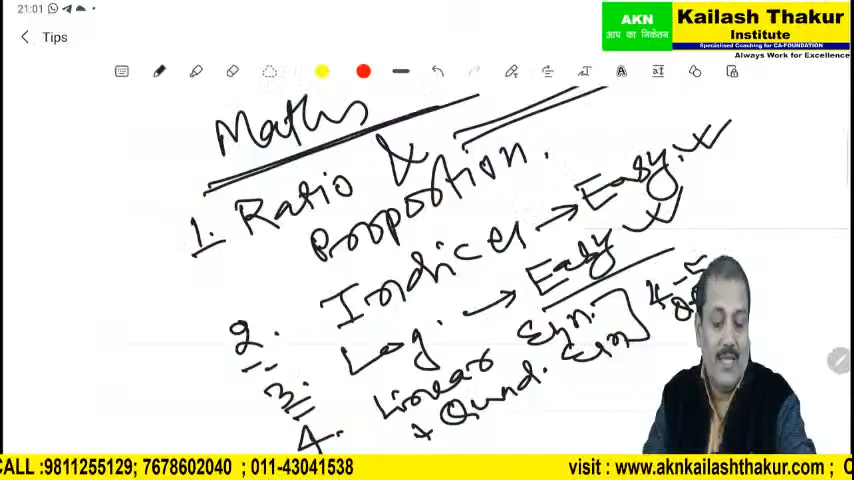 21:01
AKN
आप का निकेतन
Kailash Thakur
Institute
Specialised Coaching for CA-FOUNDATION
Always Work for Excellence
Tips
Maths
1. Ratio &
Proportion.
2. Indices → Easy.
3. Log. → Easy
4. Linear Eqn.
+ Quad. Eqn
CALL :9811255129; 7678602040 ; 011-43041538
visit : www.aknkailashthakur.com ;